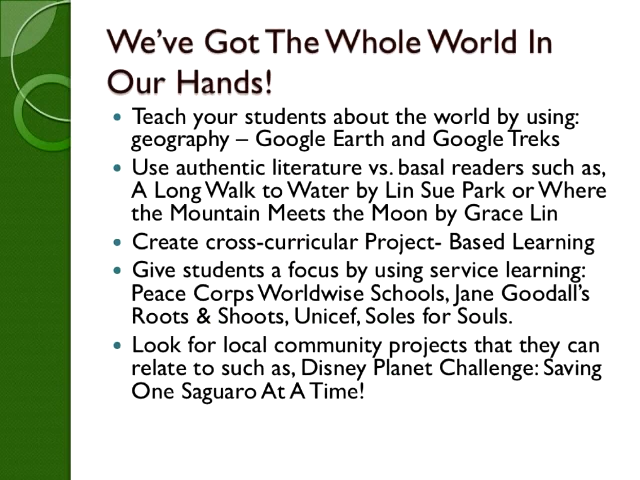 We've Got The Whole World In
Our Hands!
• Teach your students about the world by using:
geography – Google Earth and Google Treks
• Use authentic literature vs. basal readers such as,
A Long Walk to Water by Lin Sue Park or Where
the Mountain Meets the Moon by Grace Lin
• Create cross-curricular Project- Based Learning
• Give students a focus by using service learning:
Peace Corps Worldwise Schools, Jane Goodall's
Roots & Shoots, Unicef, Soles for Souls.
• Look for local community projects that they can
relate to such as, Disney Planet Challenge: Saving
One Saguaro At A Time!